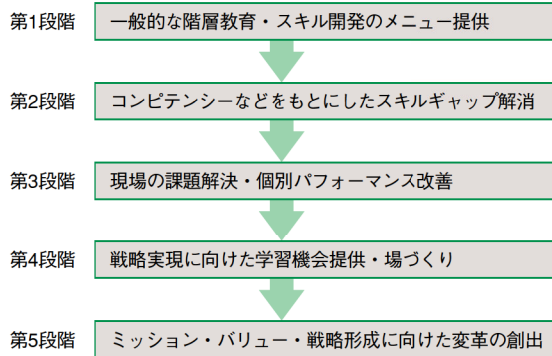 第1段階 一般的な階層教育・スキル開発のメニュー提供
第2段階 コンピテンシーなどをもとにしたスキルギャップ解消
第3段階 現場の課題解決・個別パフォーマンス改善
第4段階 戦略実現に向けた学習機会提供・場づくり
第5段階 ミッション・バリュー・戦略形成に向けた変革の創出